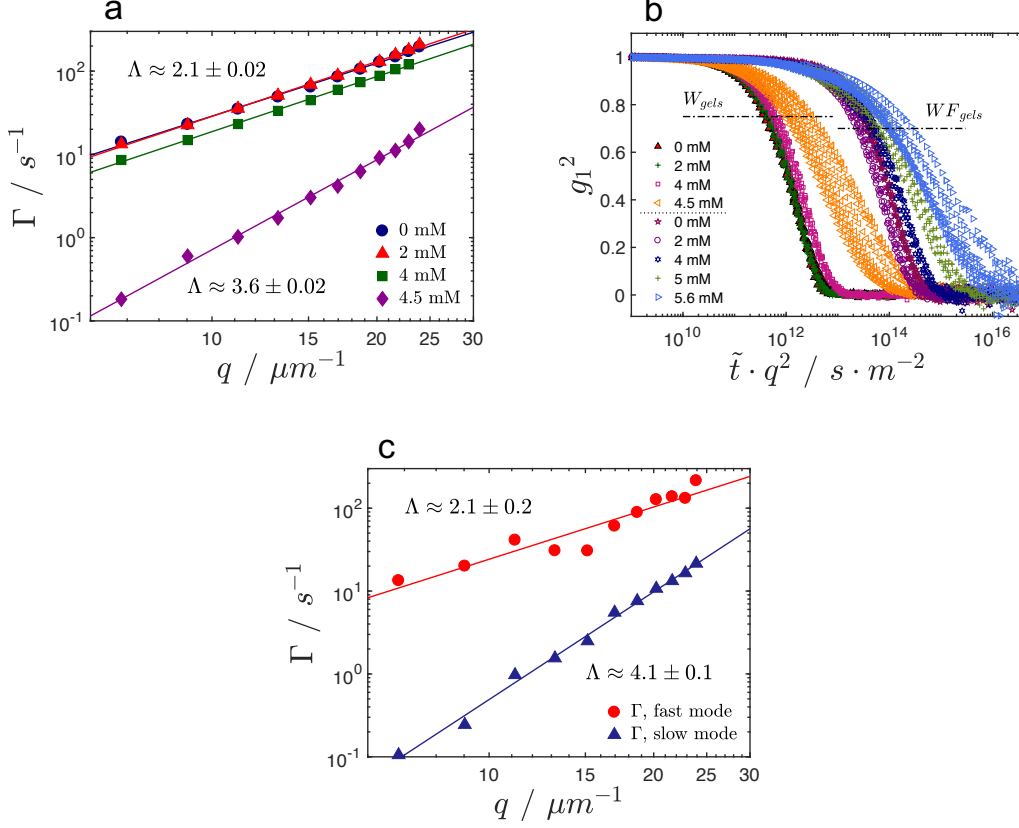 a
Γ / s⁻¹
10²
10¹
10⁰
10⁻¹
Λ ≈ 2.1 ± 0.02
Λ ≈ 3.6 ± 0.02
0 mM
2 mM
4 mM
4.5 mM
10
15
20
25
30
q / μm⁻¹
b
g₁²
1
0.8
0.6
0.4
0.2
0
W_gels
WF_gels
0 mM
2 mM
4 mM
4.5 mM
0 mM
2 mM
4 mM
5 mM
5.6 mM
10¹⁰
10¹²
10¹⁴
10¹⁶
t̃ · q² / s · m⁻²
c
Γ / s⁻¹
10²
10¹
10⁰
10⁻¹
Λ ≈ 2.1 ± 0.2
Λ ≈ 4.1 ± 0.1
Γ, fast mode
Γ, slow mode
10
15
20
25
30
q / μm⁻¹